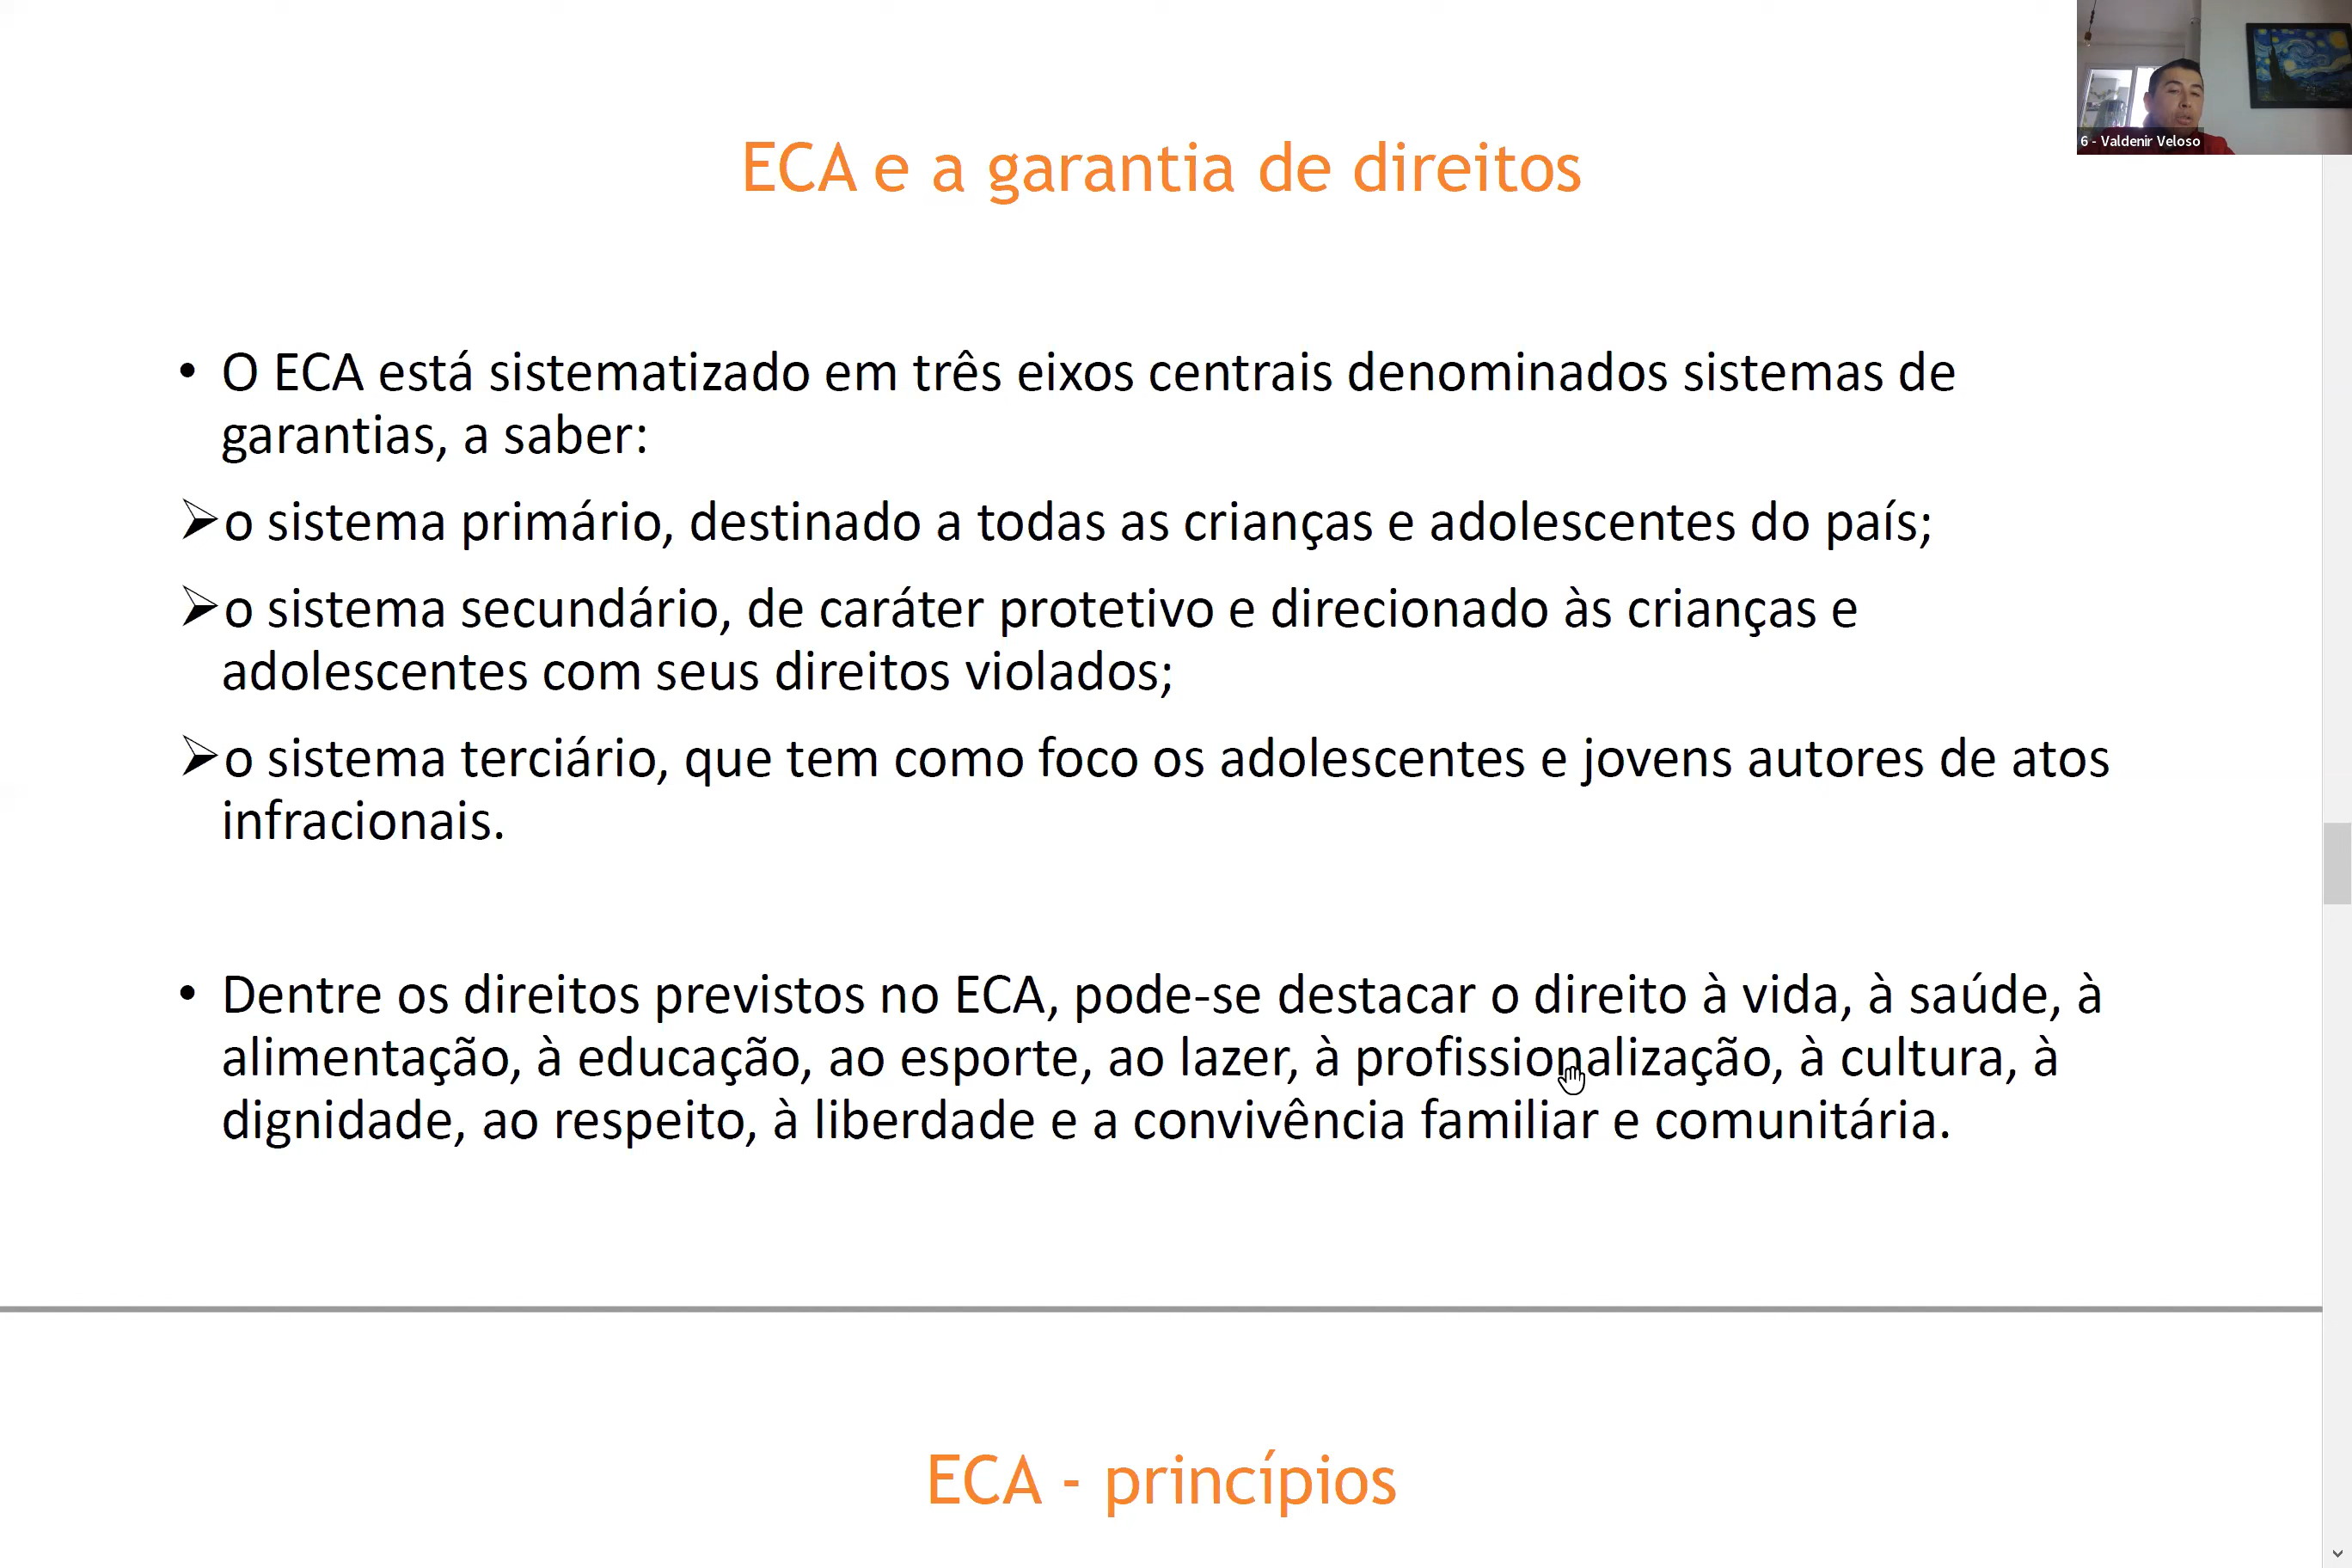 6 - Valdenir Veloso
ECA e a garantia de direitos
• O ECA está sistematizado em três eixos centrais denominados sistemas de
garantias, a saber:
➢o sistema primário, destinado a todas as crianças e adolescentes do país;
➢o sistema secundário, de caráter protetivo e direcionado às crianças e
adolescentes com seus direitos violados;
➢o sistema terciário, que tem como foco os adolescentes e jovens autores de atos
infracionais.
• Dentre os direitos previstos no ECA, pode-se destacar o direito à vida, à saúde, à
alimentação, à educação, ao esporte, ao lazer, à profissionalização, à cultura, à
dignidade, ao respeito, à liberdade e a convivência familiar e comunitária.
ECA - princípios